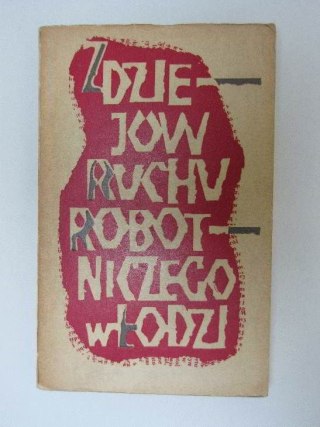 Z DZIE-
JÓW
RUCHU
ROBOT-
NICZEGO
w ŁODZI